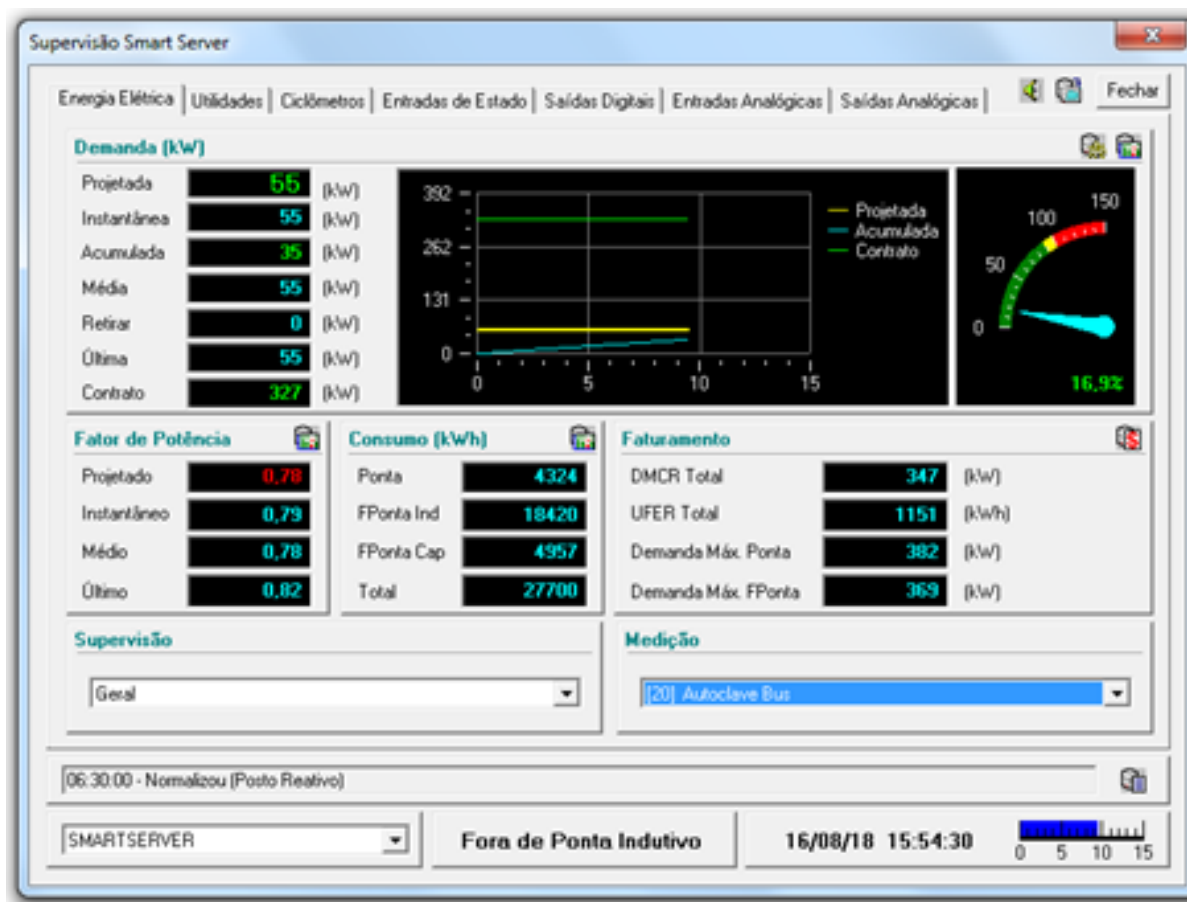 Supervisão Smart Server
Energia Elétrica Utilidades Ciclômetros Entradas de Estado Saídas Digitais Entradas Analógicas Saídas Analógicas Fechar
Demanda (kW)
Projetada 55 (kW)
Instantânea 55 (kW)
Acumulada 35 (kW)
Média 55 (kW)
Retirar 0 (kW)
Última 55 (kW)
Contrato 327 (kW)
392
262
131
0
0 5 10 15
Projetada
Acumulada
Contrato
0 50 100 150
16,9%
Fator de Potência
Projetado 0,78
Instantâneo 0,79
Médio 0,78
Último 0,82
Consumo (kWh)
Ponta 4324
FPonta Ind 18420
FPonta Cap 4957
Total 27700
Faturamento
DMCR Total 347 (kW)
UFER Total 1151 (kWh)
Demanda Máx. Ponta 382 (kW)
Demanda Máx. FPonta 369 (kW)
Supervisão
Geral
Medição
[20] Autoclave Bus
06:30:00 - Normalizou (Posto Reativo)
SMARTSERVER
Fora de Ponta Indutivo
16/08/18 15:54:30
0 5 10 15